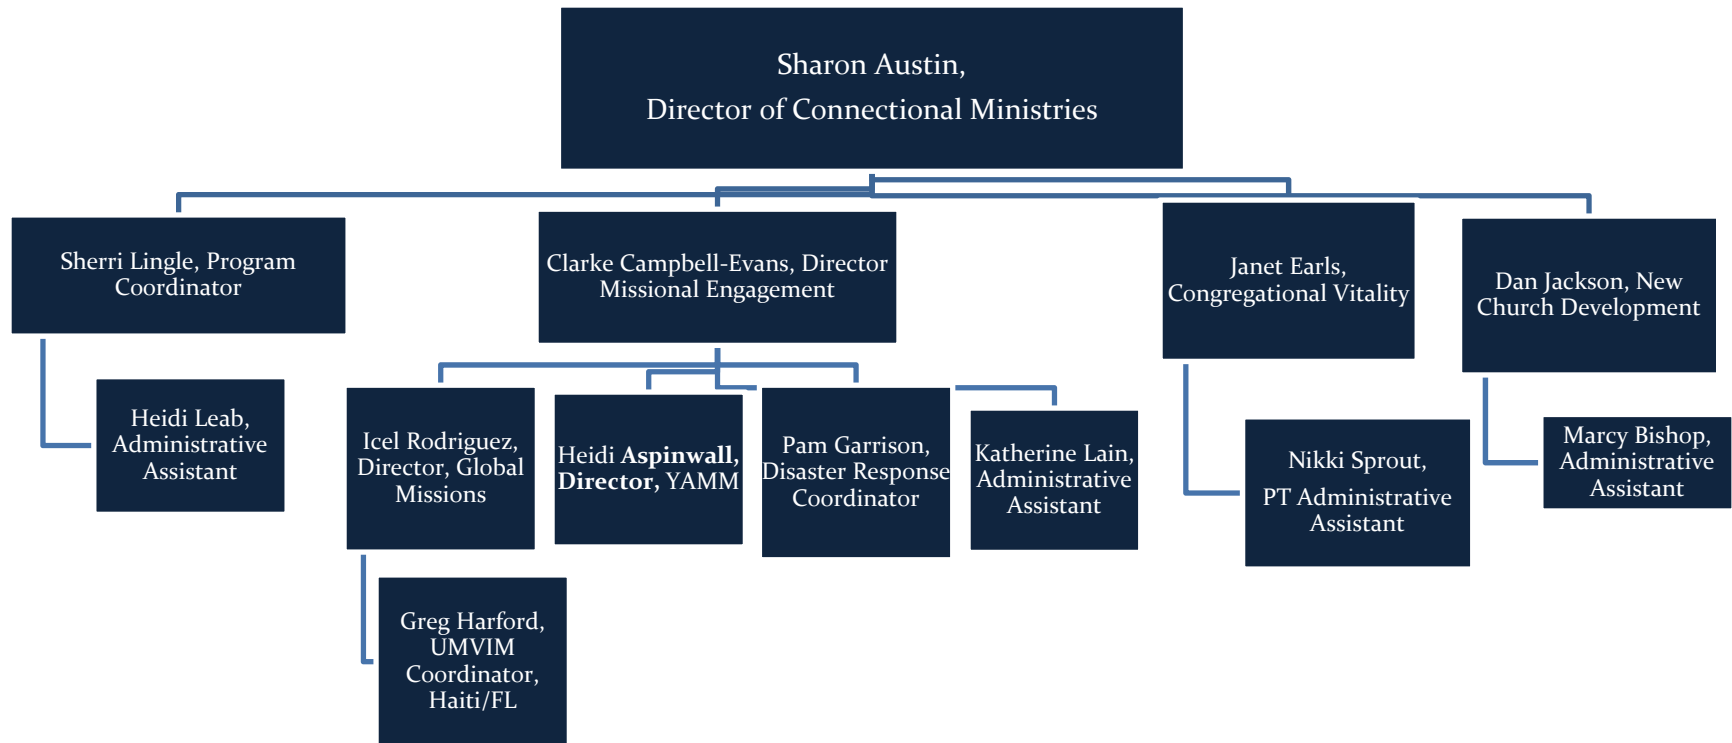 Sharon Austin,
Director of Connectional Ministries
Sherri Lingle, Program
Coordinator
Clarke Campbell-Evans, Director
Missional Engagement
Janet Earls,
Congregational Vitality
Dan Jackson, New
Church Development
Heidi Leab,
Administrative
Assistant
Icel Rodriguez,
Director, Global
Missions
Heidi Aspinwall,
Director, YAMM
Pam Garrison,
Disaster Response
Coordinator
Katherine Lain,
Administrative
Assistant
Nikki Sprout,
PT Administrative
Assistant
Marcy Bishop,
Administrative
Assistant
Greg Harford,
UMVIM
Coordinator,
Haiti/FL